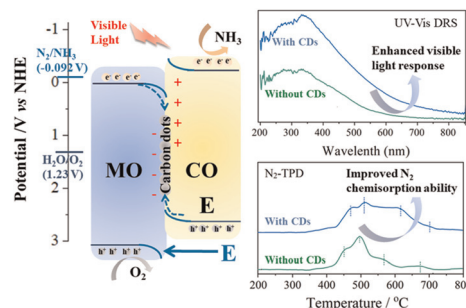 Potential /V vs NHE
-1
0
1
2
3
N₂/NH₃
(-0.092 V)
H₂O/O₂
(1.23 V)
Visible
Light
NH₃
e⁻ e⁻ e⁻ e⁻
e⁻ e⁻ e⁻ e⁻
MO
Carbon dots
CO
E
h⁺ h⁺ h⁺ h⁺
h⁺ h⁺ h⁺ h⁺
O₂
E
UV-Vis DRS
With CDs
Enhanced visible
light response
Without CDs
200 300 400 500 600 700 800
Wavelenth (nm)
N₂-TPD
Improved N₂
chemisorption ability
With CDs
Without CDs
200 300 400 500 600 700 800
Temperature / °C